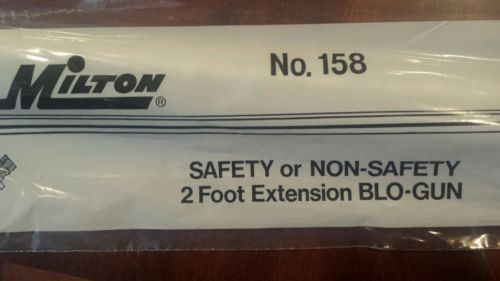 MILTON®
No. 158
SAFETY or NON-SAFETY
2 Foot Extension BLO-GUN